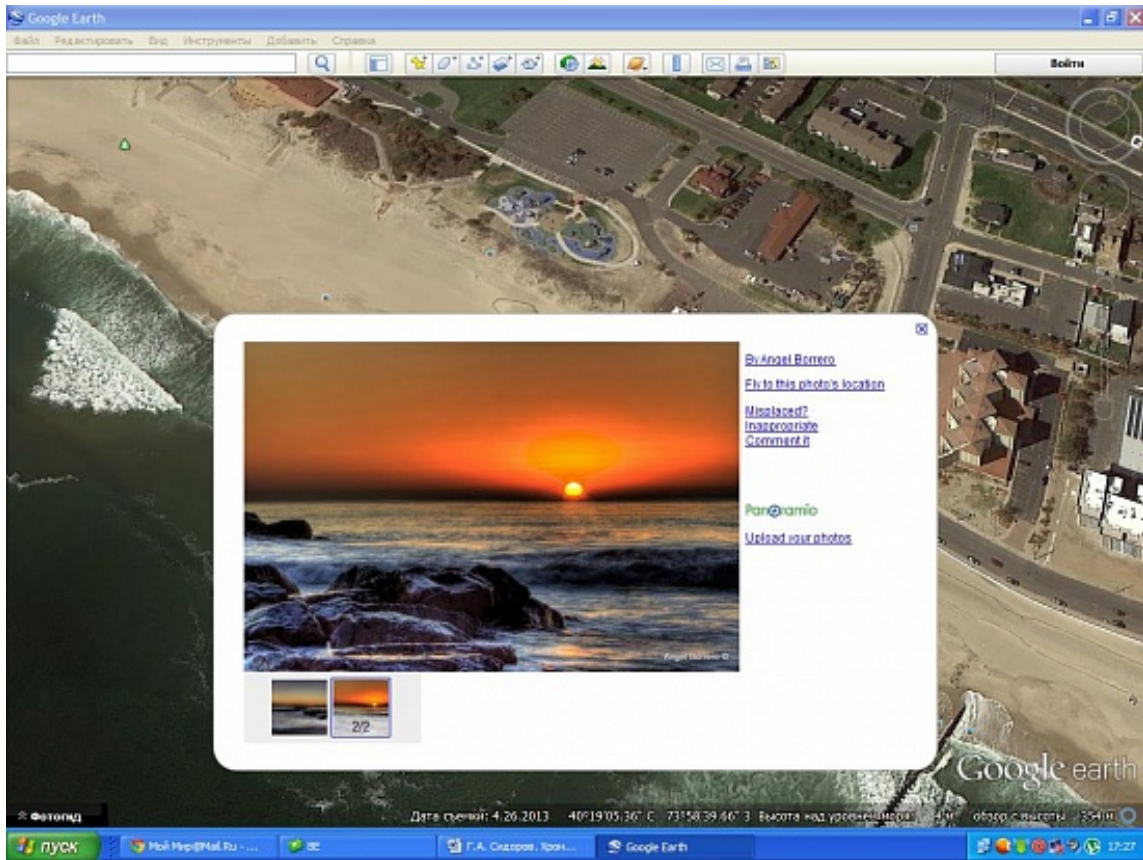 Google Earth
Файл Редактировать Вид Инструменты Добавить Справка
Войти
By Angel Borrero
Fly to this photo's location
Misplaced?
Inappropriate
Comment it
Panoramio
Upload your photos
Angel Borrero ©
2/2
Google earth
Фотогид
Дата съемки: 4.26.2013 40°19'05.36" С 73°58'39.66" З Высота над уровнем моря обзор с высоты 354 м
пуск
Мой Мир@Mail.Ru - ...
Г.А. Сидоров. Хрон...
Google Earth
17:27